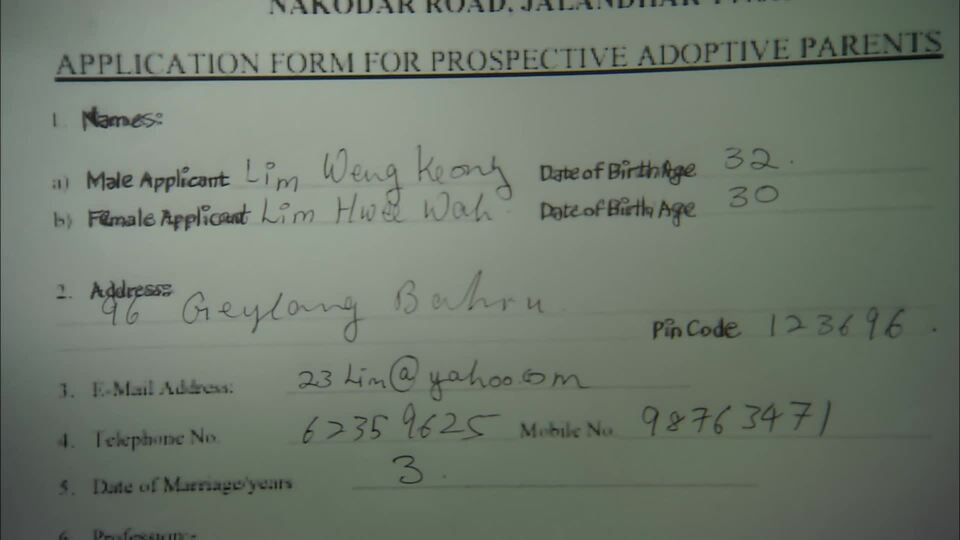 NAKODAR ROAD, JALANDHAR
APPLICATION FORM FOR PROSPECTIVE ADOPTIVE PARENTS
1. Names:
a) Male Applicant Lim Weng Keong Date of Birth Age 32.
b) Female Applicant Lim Hwee Wah Date of Birth Age 30
2. Address:
96 Geylang Bahru
Pin Code 123696.
3. E-Mail Address: 23Lim@yahoo.com
4. Telephone No. 62359625 Mobile No. 98763471
5. Date of Marriage/years 3.
6. Profession: